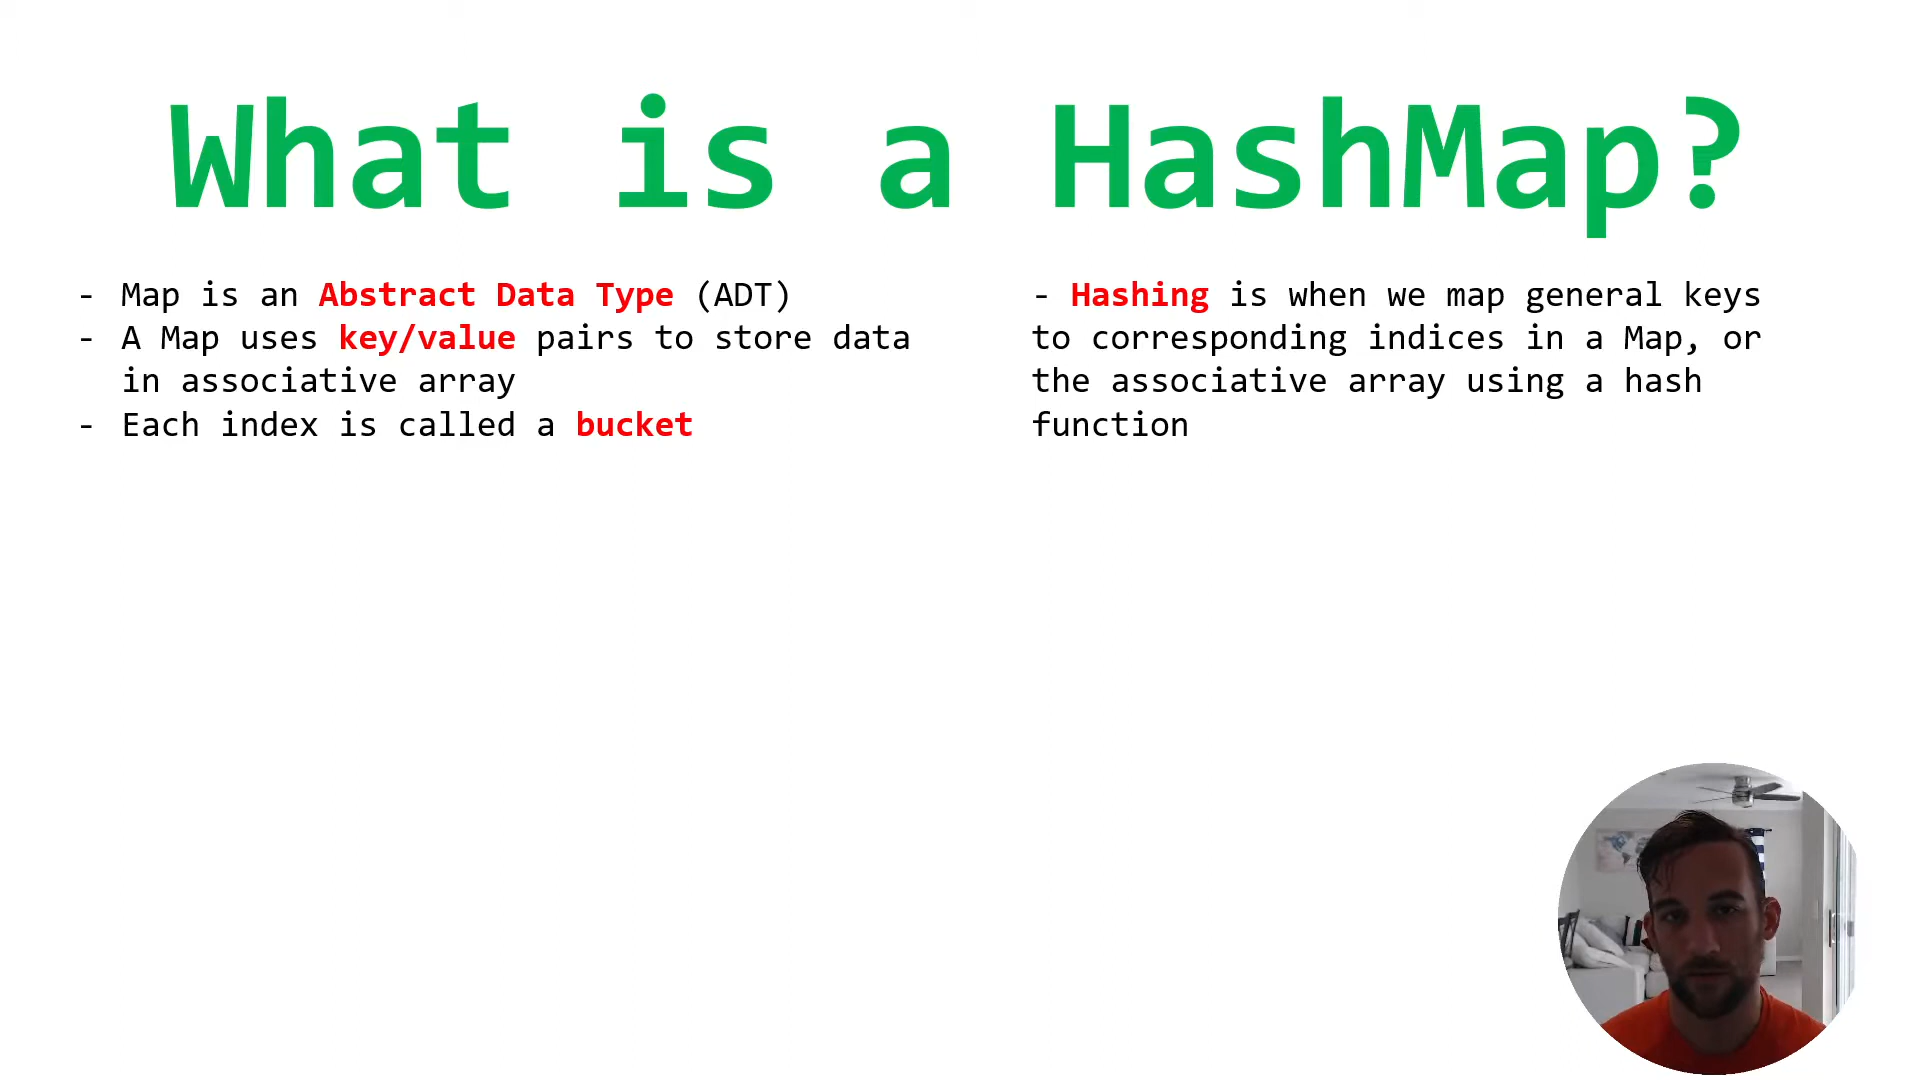 What is a HashMap?
- Map is an Abstract Data Type (ADT)
- A Map uses key/value pairs to store data
in associative array
- Each index is called a bucket
- Hashing is when we map general keys
to corresponding indices in a Map, or
the associative array using a hash
function